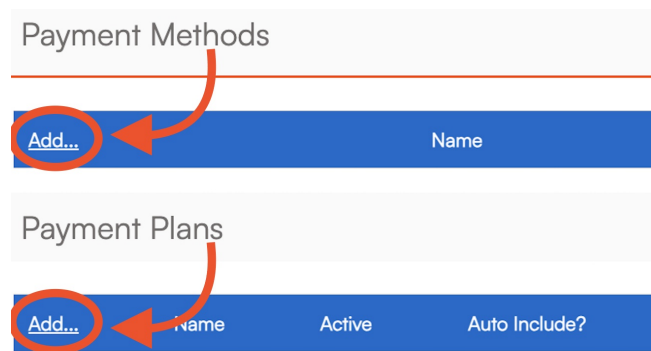 Payment Methods
Add... Name
Payment Plans
Add... Name Active Auto Include?